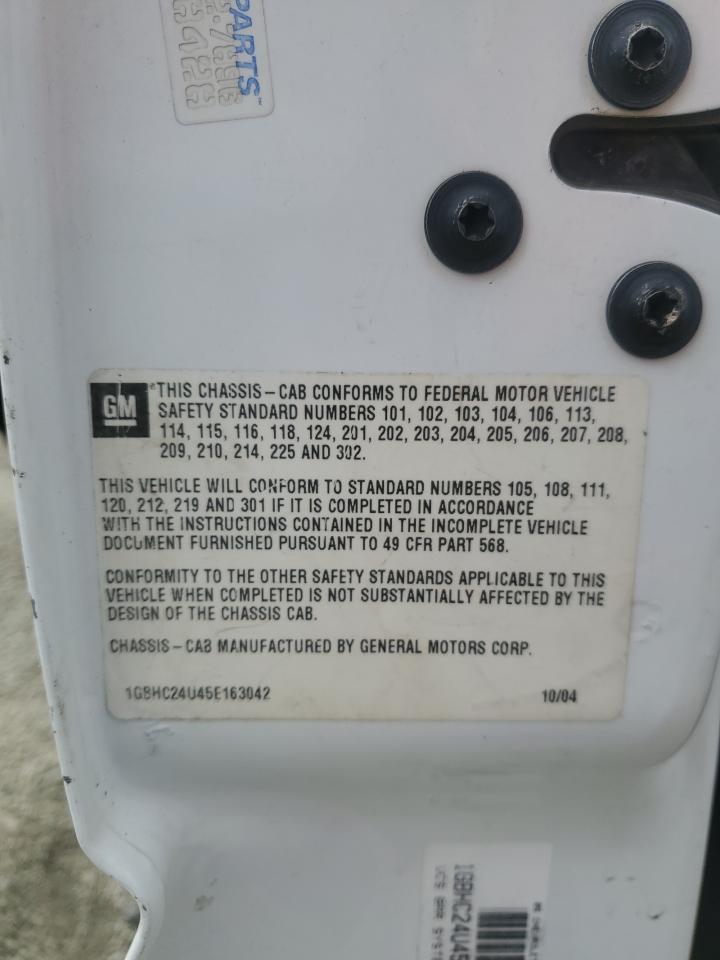 PARTS™
GM
THIS CHASSIS-CAB CONFORMS TO FEDERAL MOTOR VEHICLE
SAFETY STANDARD NUMBERS 101, 102, 103, 104, 106, 113,
114, 115, 116, 118, 124, 201, 202, 203, 204, 205, 206, 207, 208,
209, 210, 214, 225 AND 302.
THIS VEHICLE WILL CONFORM TO STANDARD NUMBERS 105, 108, 111,
120, 212, 219 AND 301 IF IT IS COMPLETED IN ACCORDANCE
WITH THE INSTRUCTIONS CONTAINED IN THE INCOMPLETE VEHICLE
DOCUMENT FURNISHED PURSUANT TO 49 CFR PART 568.
CONFORMITY TO THE OTHER SAFETY STANDARDS APPLICABLE TO THIS
VEHICLE WHEN COMPLETED IS NOT SUBSTANTIALLY AFFECTED BY THE
DESIGN OF THE CHASSIS CAB.
CHASSIS-CAB MANUFACTURED BY GENERAL MOTORS CORP.
1GBHC24U45E163042 10/04
1GBHC24U45